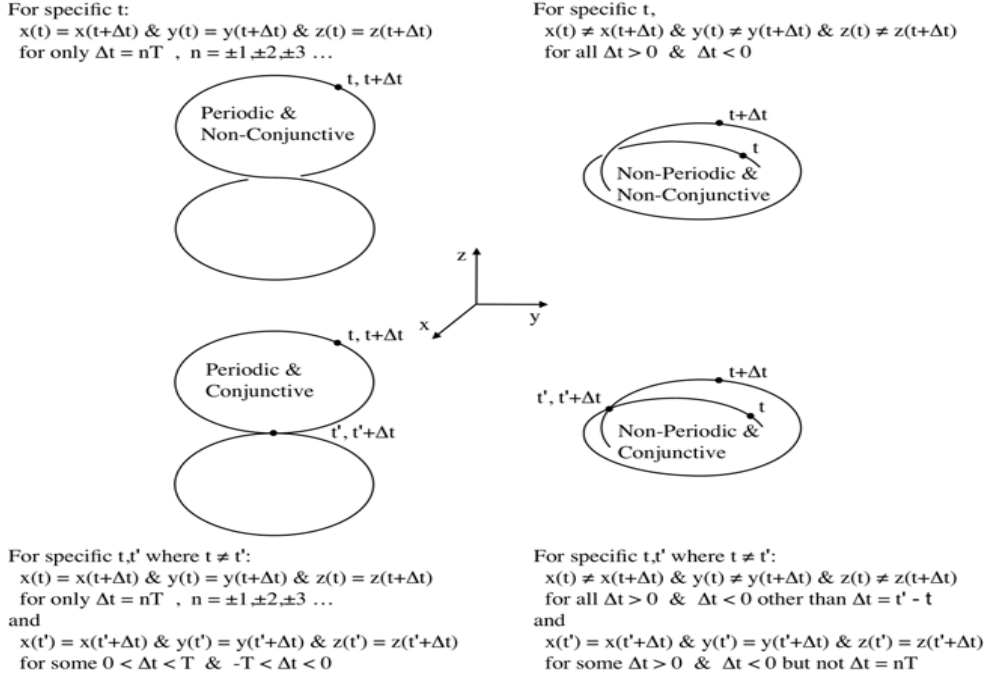 For specific t:
x(t) = x(t+Δt) & y(t) = y(t+Δt) & z(t) = z(t+Δt)
for only Δt = nT , n = ±1,±2,±3 ...
t, t+Δt
Periodic &
Non-Conjunctive
For specific t,
x(t) ≠ x(t+Δt) & y(t) ≠ y(t+Δt) & z(t) ≠ z(t+Δt)
for all Δt > 0 & Δt < 0
t+Δt
t
Non-Periodic &
Non-Conjunctive
z
x
y
t, t+Δt
Periodic &
Conjunctive
t', t'+Δt
t+Δt
t', t'+Δt
t
Non-Periodic &
Conjunctive
For specific t,t' where t ≠ t':
x(t) = x(t+Δt) & y(t) = y(t+Δt) & z(t) = z(t+Δt)
for only Δt = nT , n = ±1,±2,±3 ...
and
x(t') = x(t'+Δt) & y(t') = y(t'+Δt) & z(t') = z(t'+Δt)
for some 0 < Δt < T & -T < Δt < 0
For specific t,t' where t ≠ t':
x(t) ≠ x(t+Δt) & y(t) ≠ y(t+Δt) & z(t) ≠ z(t+Δt)
for all Δt > 0 & Δt < 0 other than Δt = t' - t
and
x(t') = x(t'+Δt) & y(t') = y(t'+Δt) & z(t') = z(t'+Δt)
for some Δt > 0 & Δt < 0 but not Δt = nT